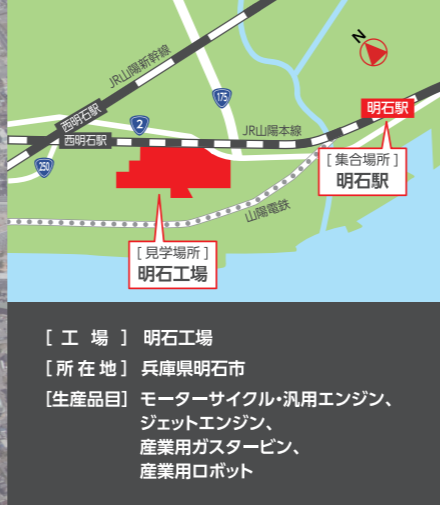 N
JR山陽新幹線
175
明石駅
西明石駅
2
JR山陽本線
西明石駅
250
[ 集合場所 ]
明石駅
山陽電鉄
[ 見学場所 ]
明石工場
[ 工 場 ] 明石工場
[ 所 在 地 ] 兵庫県明石市
[生産品目] モーターサイクル・汎用エンジン、
ジェットエンジン、
産業用ガスタービン、
産業用ロボット